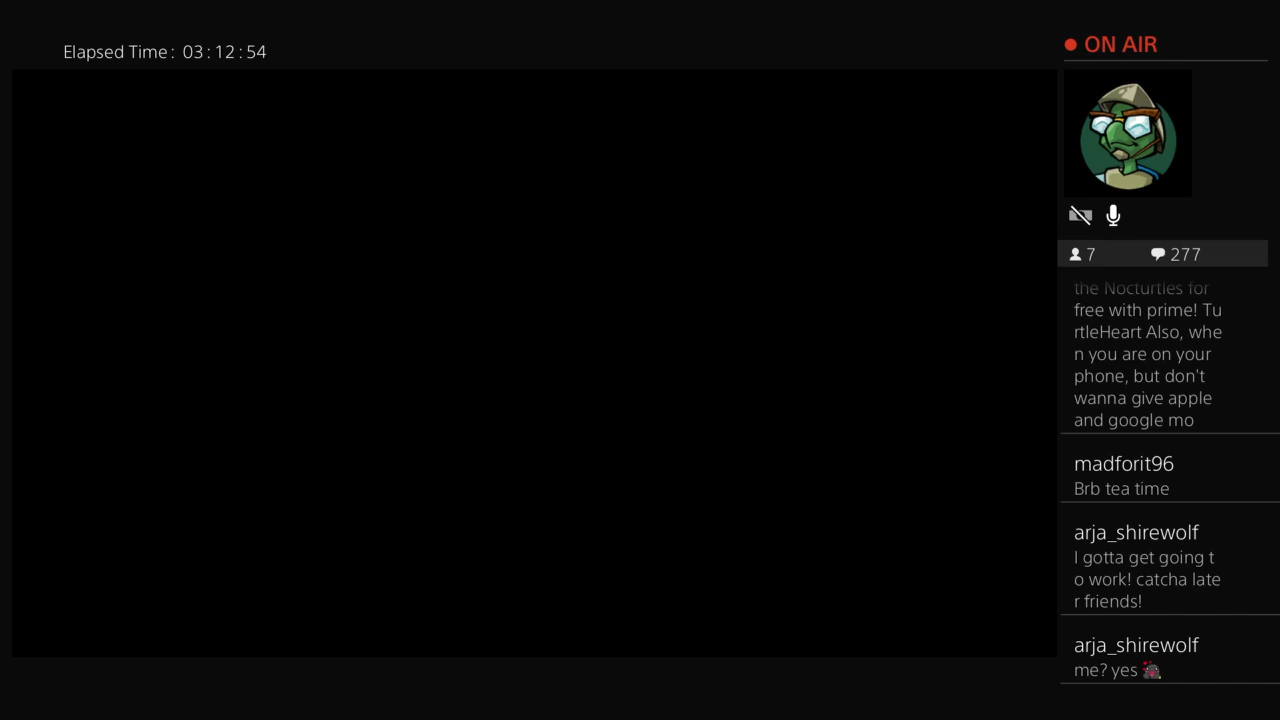 Elapsed Time: 03:12:54
ON AIR
7 277
the Nocturtles for
free with prime! Tu
rtleHeart Also, whe
n you are on your
phone, but don't
wanna give apple
and google mo
madforit96
Brb tea time
arja_shirewolf
I gotta get going t
o work! catcha late
r friends!
arja_shirewolf
me? yes